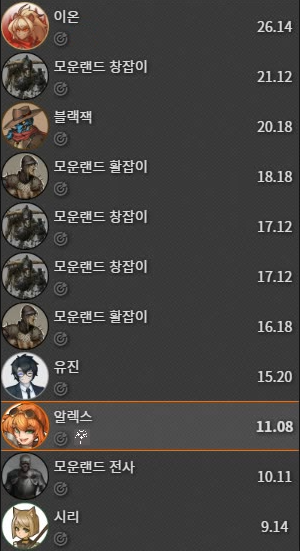 이온
26.14
모운랜드 창잡이
21.12
블랙잭
20.18
모운랜드 활잡이
18.18
모운랜드 창잡이
17.12
모운랜드 창잡이
17.12
모운랜드 활잡이
16.18
유진
15.20
알렉스
11.08
모운랜드 전사
10.11
시리
9.14